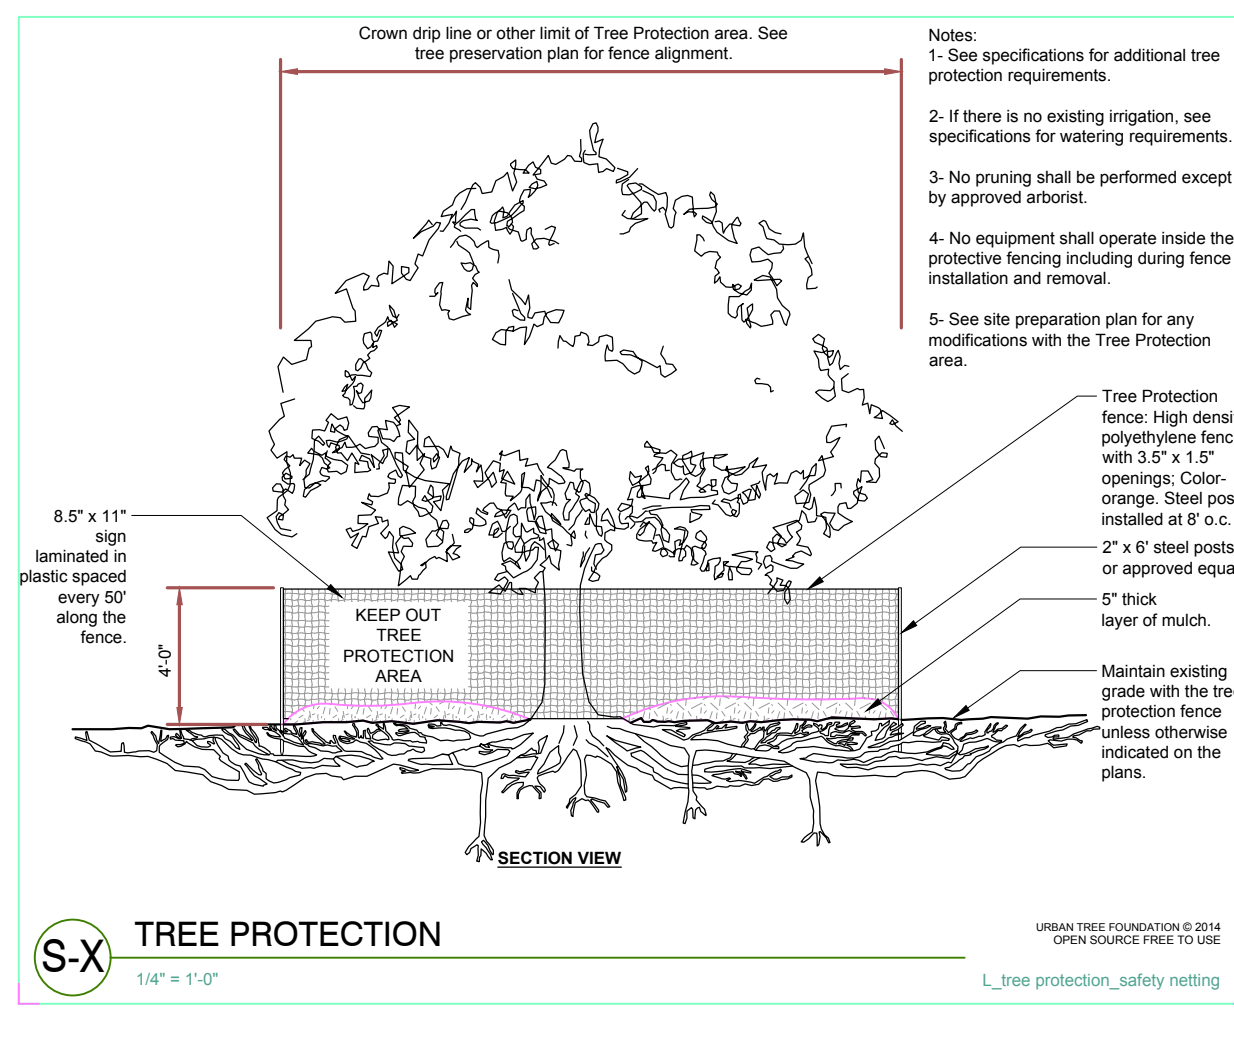 Crown drip line or other limit of Tree Protection area. See
tree preservation plan for fence alignment.
Notes:
1- See specifications for additional tree
protection requirements.
2- If there is no existing irrigation, see
specifications for watering requirements.
3- No pruning shall be performed except
by approved arborist.
4- No equipment shall operate inside the
protective fencing including during fence
installation and removal.
5- See site preparation plan for any
modifications with the Tree Protection
area.
Tree Protection
fence: High densi
polyethylene fenc
with 3.5" x 1.5"
openings; Color-
orange. Steel pos
installed at 8' o.c.
2" x 6' steel posts
or approved equa
5" thick
layer of mulch.
Maintain existing
grade with the tre
protection fence
unless otherwise
indicated on the
plans.
8.5" x 11"
sign
laminated in
plastic spaced
every 50'
along the
fence.
4'-0"
KEEP OUT
TREE
PROTECTION
AREA
SECTION VIEW
S-X
TREE PROTECTION
1/4" = 1'-0"
URBAN TREE FOUNDATION © 2014
OPEN SOURCE FREE TO USE
L_tree protection_safety netting